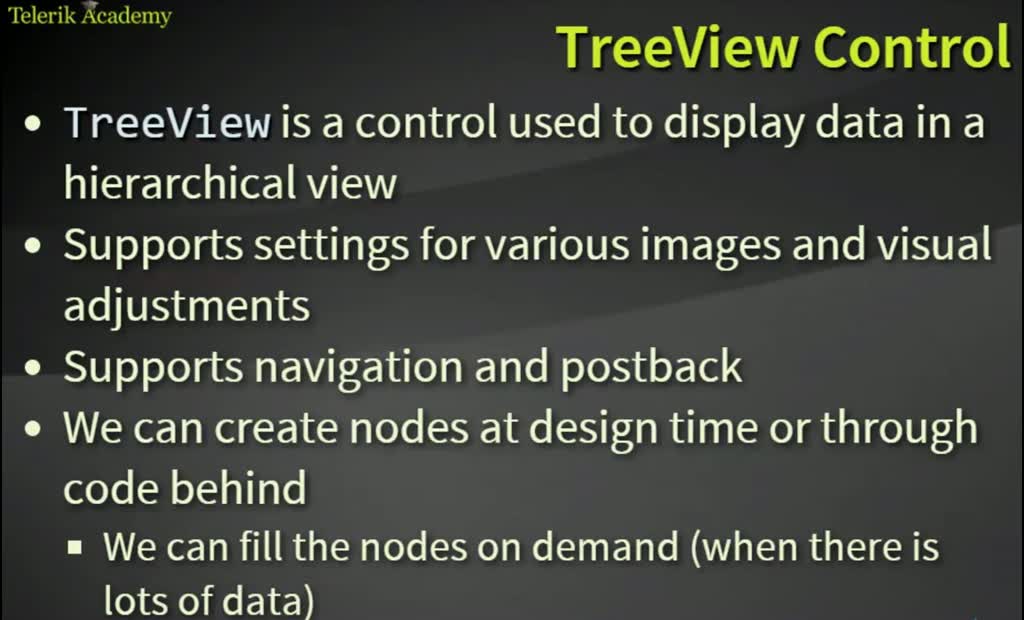 Telerik Academy
TreeView Control
• TreeView is a control used to display data in a
hierarchical view
• Supports settings for various images and visual
adjustments
• Supports navigation and postback
• We can create nodes at design time or through
code behind
▪ We can fill the nodes on demand (when there is
lots of data)